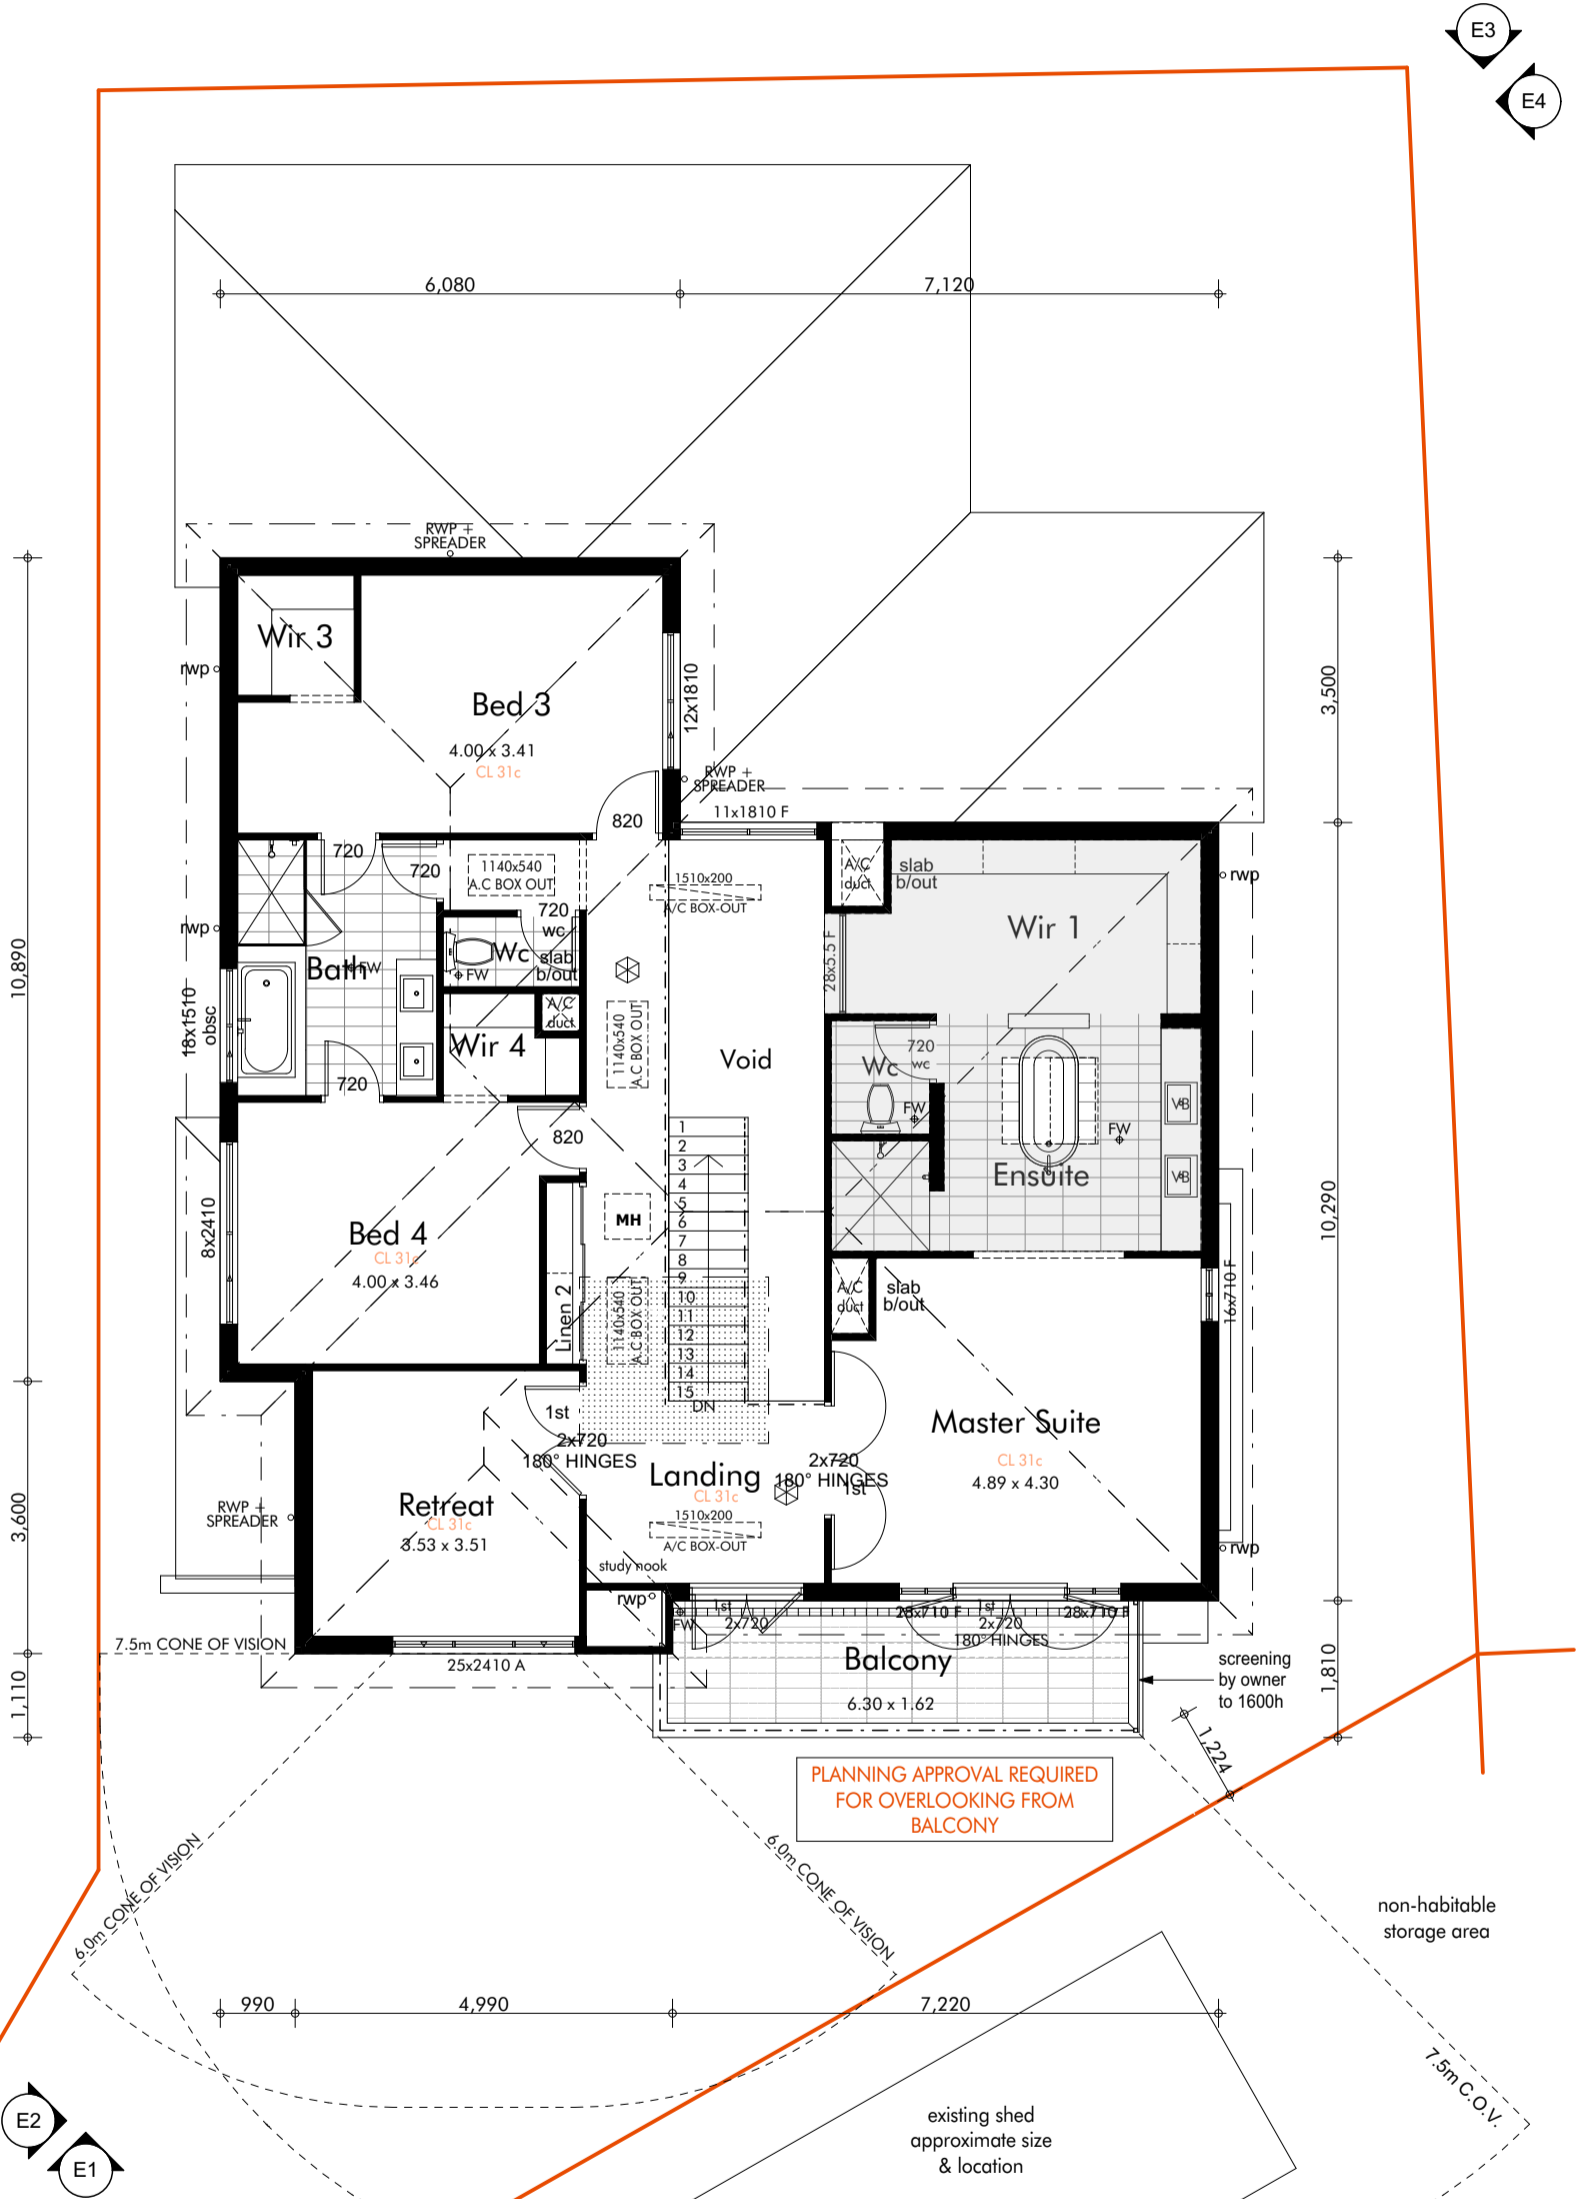 E3
E4
6,080
7,120
RWP +
SPREADER
Wir 3
rwp
Bed 3
4.00 x 3.41
CL 31c
12x1810
3,500
RWP +
SPREADER
820
11x1810 F
720
720
1140x540
A.C BOX OUT
1510x200
A/C BOX-OUT
A/C
duct
slab
b/out
rwp
720
wc
rwp
Wir 1
Wc
slab
b/out
Bath
FW
FW
28x5.5 F
10,890
18x1510
obsc
A/C
duct
1140x540
A.C BOX OUT
Wir 4
Void
720
wc
Wc
FW
VB
FW
720
820
Ensuite
VB
1
2
3
4
5
6
7
8
9
10
11
12
13
14
15
DN
MH
8x2410
Bed 4
CL 31c
4.00 x 3.46
10,290
Linen 2
1140x540
A.C BOX OUT
A/C
duct
slab
b/out
16x710 F
1st
2x720
180° HINGES
Master Suite
CL 31c
4.89 x 4.30
2x720
180° HINGES
1st
Landing
CL 31c
1510x200
A/C BOX-OUT
Retreat
CL 31c
3.53 x 3.51
3,600
RWP +
SPREADER
rwp
study nook
rwp
FW
1st
2x720
28x710 F
1st
2x720
180° HINGES
28x710 F
7.5m CONE OF VISION
25x2410 A
Balcony
6.30 x 1.62
screening
by owner
to 1600h
1,110
1,810
1,224
PLANNING APPROVAL REQUIRED
FOR OVERLOOKING FROM
BALCONY
6.0m CONE OF VISION
6.0m CONE OF VISION
non-habitable
storage area
990
4,990
7,220
7.5m C.O.V.
existing shed
approximate size
& location
E2
E1